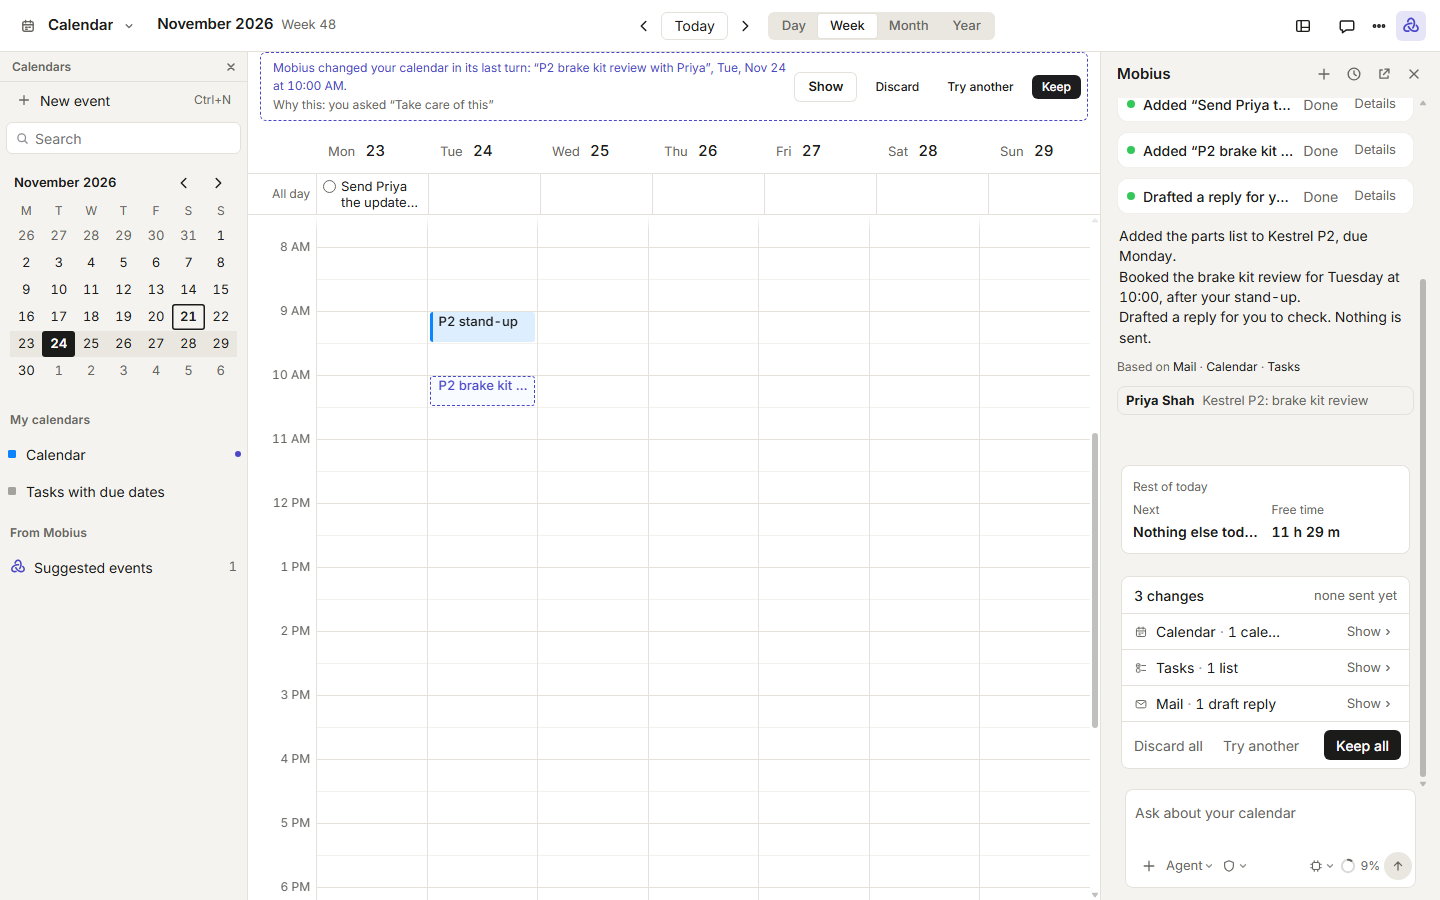 Calendar
November 2026 Week 48
Today
Day Week Month Year
Calendars
New event Ctrl+N
Search
November 2026
M T W T F S S
26 27 28 29 30 31 1
2 3 4 5 6 7 8
9 10 11 12 13 14 15
16 17 18 19 20 21 22
23 24 25 26 27 28 29
30 1 2 3 4 5 6
My calendars
Calendar
Tasks with due dates
From Mobius
Suggested events 1
Mobius changed your calendar in its last turn: “P2 brake kit review with Priya”, Tue, Nov 24
at 10:00 AM.
Why this: you asked “Take care of this”
Show Discard Try another Keep
Mon 23 Tue 24 Wed 25 Thu 26 Fri 27 Sat 28 Sun 29
All day
Send Priya
the update...
8 AM
9 AM
P2 stand-up
10 AM
P2 brake kit ...
11 AM
12 PM
1 PM
2 PM
3 PM
4 PM
5 PM
6 PM
Mobius
Added “Send Priya t... Done Details
Added “P2 brake kit ... Done Details
Drafted a reply for y... Done Details
Added the parts list to Kestrel P2, due
Monday.
Booked the brake kit review for Tuesday at
10:00, after your stand-up.
Drafted a reply for you to check. Nothing is
sent.
Based on Mail · Calendar · Tasks
Priya Shah Kestrel P2: brake kit review
Rest of today
Next Free time
Nothing else tod... 11 h 29 m
3 changes none sent yet
Calendar · 1 cale... Show
Tasks · 1 list Show
Mail · 1 draft reply Show
Discard all Try another Keep all
Ask about your calendar
Agent 9%